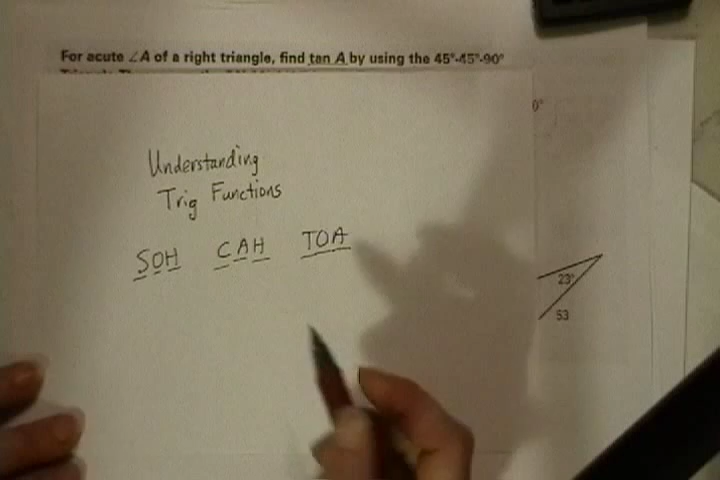 For acute ∠A of a right triangle, find tan A by using the 45°-45°-90°
Understanding
Trig Functions
SOH CAH TOA
23°
53